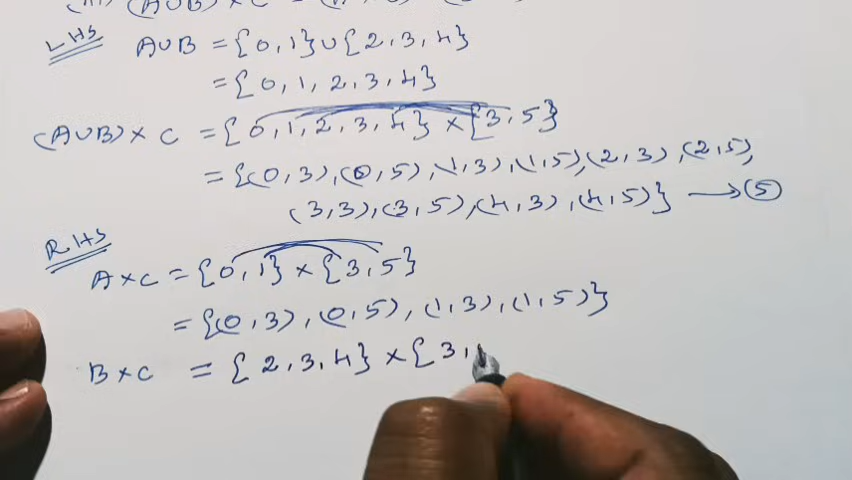 (A∪B)×C =
LHS A∪B = {0,1}∪{2,3,4}
= {0,1,2,3,4}
(A∪B)×C = {0,1,2,3,4}×{3,5}
= {(0,3),(0,5),(1,3),(1,5),(2,3),(2,5),
(3,3),(3,5),(4,3),(4,5)} → (5)
RHS
A×C = {0,1}×{3,5}
= {(0,3),(0,5),(1,3),(1,5)}
B×C = {2,3,4}×{3,